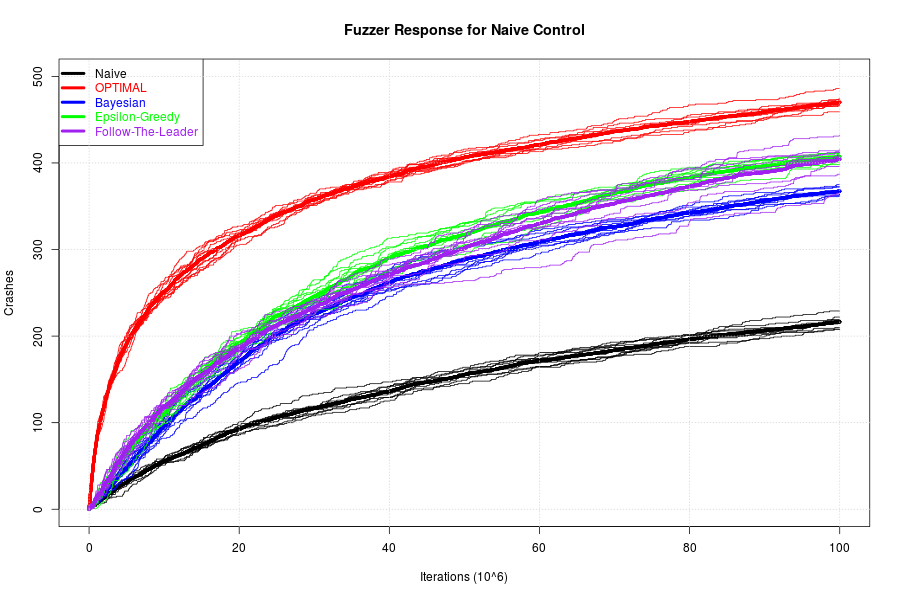 Fuzzer Response for Naive Control
Naive
OPTIMAL
Bayesian
Epsilon-Greedy
Follow-The-Leader
Crashes
500
400
300
200
100
0
0 20 40 60 80 100
Iterations (10^6)